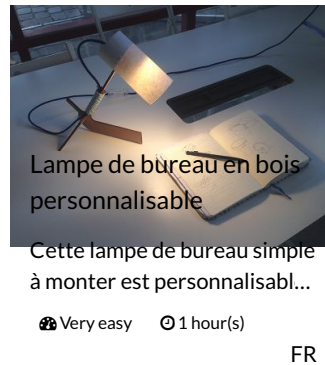 Lampe de bureau en bois
personnalisable
Cette lampe de bureau simple
à monter est personnalisabl...
Very easy 1 hour(s)
FR